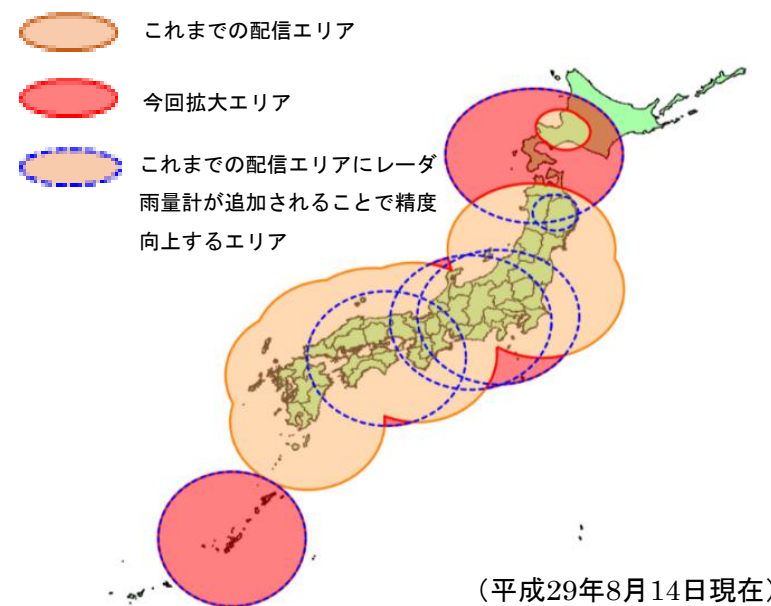 これまでの配信エリア
今回拡大エリア
これまでの配信エリアにレーダ
雨量計が追加されることで精度
向上するエリア
（平成29年8月14日現在）